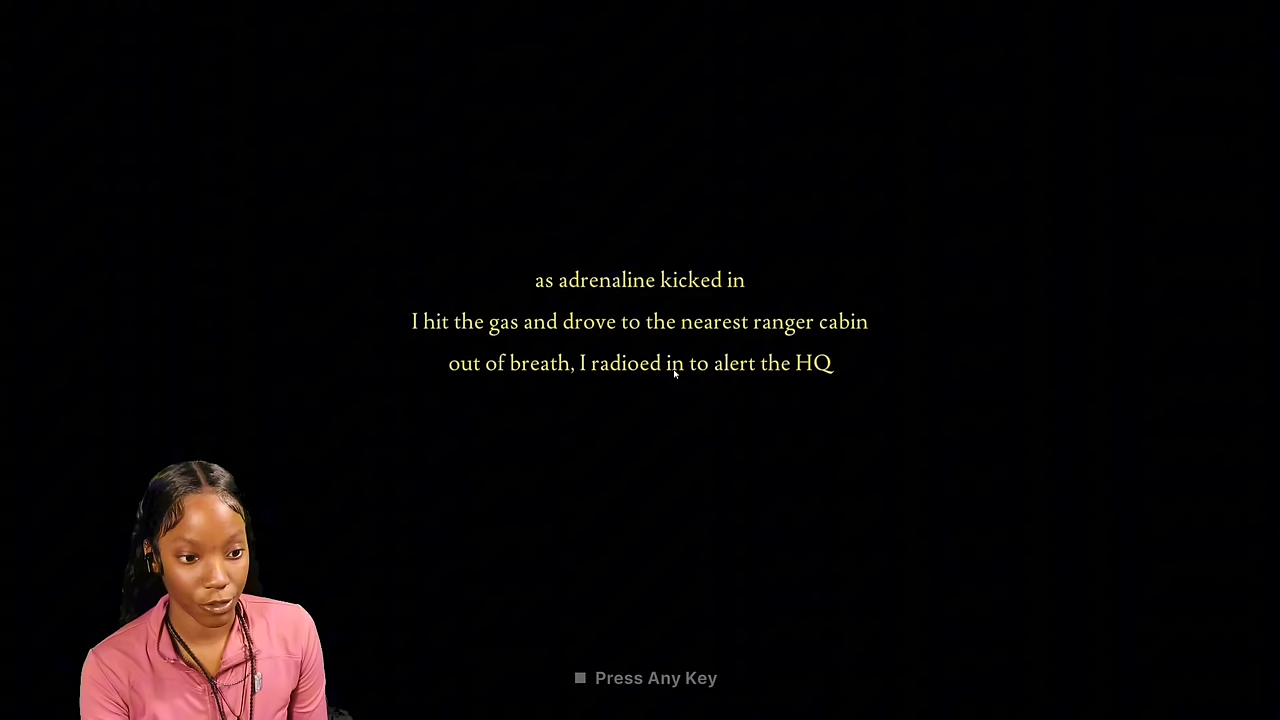 as adrenaline kicked in
I hit the gas and drove to the nearest ranger cabin
out of breath, I radioed in to alert the HQ
Press Any Key